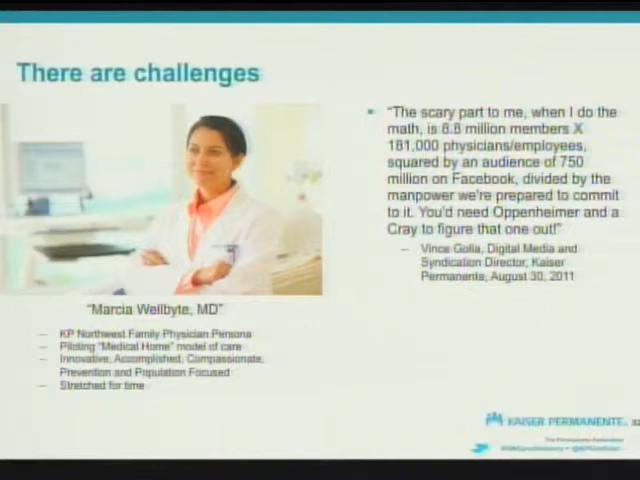 There are challenges
"The scary part to me, when I do the
math, is 8.8 million members X
181,000 physicians/employees,
squared by an audience of 750
million on Facebook, divided by the
manpower we're prepared to commit
to it. You'd need Oppenheimer and a
Cray to figure that one out!"
– Vince Golla, Digital Media and
Syndication Director, Kaiser
Permanente, August 30, 2011
"Marcia Wellbyte, MD"
– KP Northwest Family Physician Persona
– Piloting "Medical Home" model of care
– Innovative, Accomplished, Compassionate,
Prevention and Population Focused
– Stretched for time
KAISER PERMANENTE